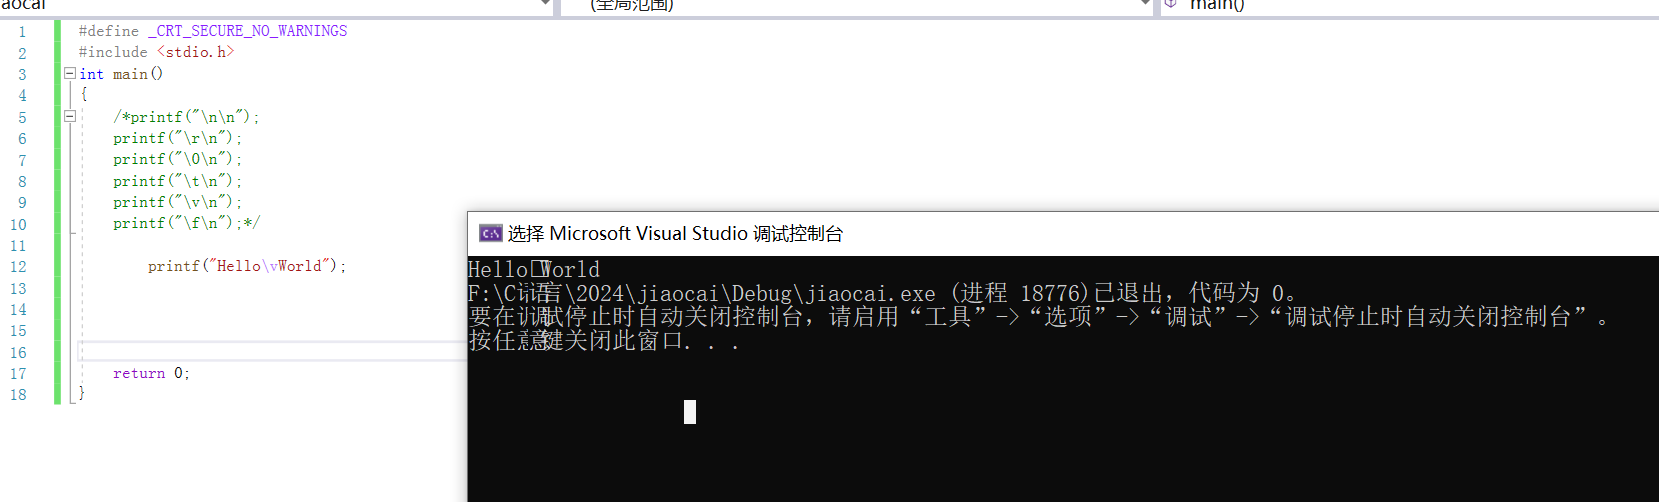 aocai
(全局范围)
main()
1 #define _CRT_SECURE_NO_WARNINGS
2 #include <stdio.h>
3 int main()
4 {
5 /*printf("\n\n");
6 printf("\r\n");
7 printf("\0\n");
8 printf("\t\n");
9 printf("\v\n");
10 printf("\f\n");*/
11
12 printf("Hello\vWorld");
13
14
15
16
17 return 0;
18 }
选择 Microsoft Visual Studio 调试控制台
Hello□World
F:\C语言\2024\jiaocai\Debug\jiaocai.exe (进程 18776)已退出，代码为 0。
要在调试停止时自动关闭控制台，请启用“工具”->“选项”->“调试”->“调试停止时自动关闭控制台”。
按任意键关闭此窗口. . .